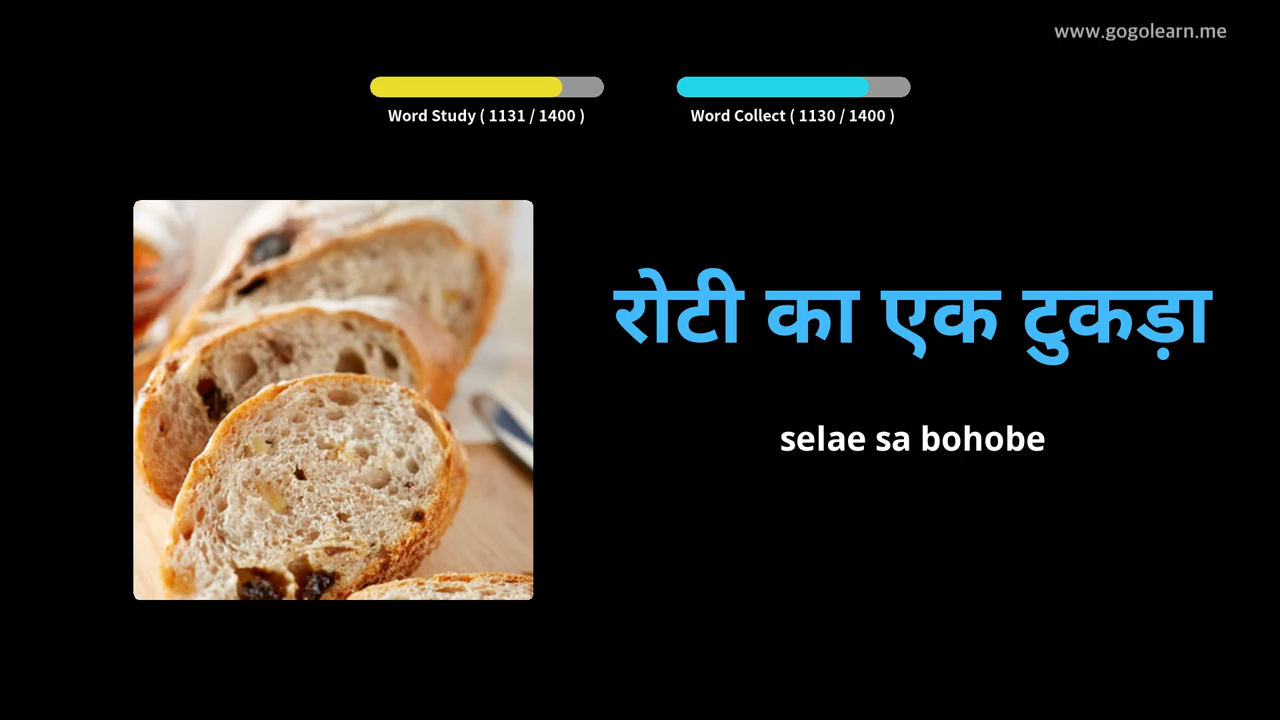 www.gogolearn.me
Word Study ( 1131 / 1400 )
Word Collect ( 1130 / 1400 )
रोटी का एक टुकड़ा
selae sa bohobe